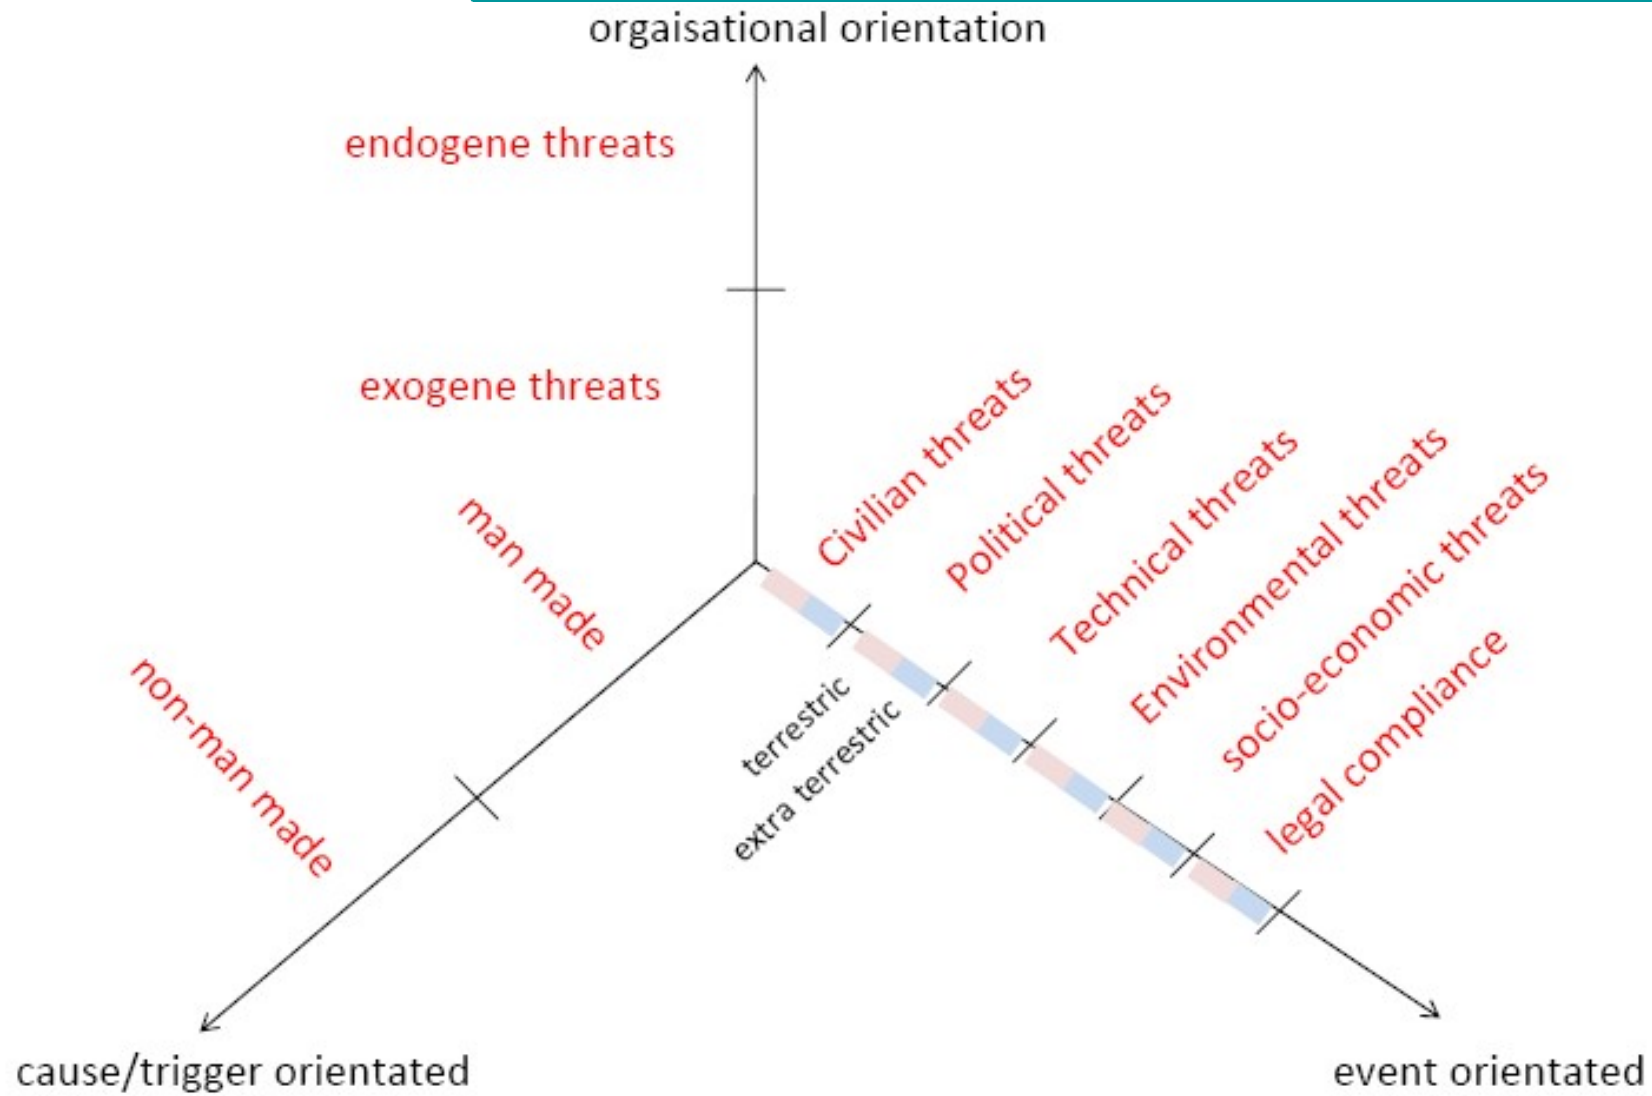 orgaisational orientation
endogene threats
exogene threats
man made
non-man made
Civilian threats
Political threats
Technical threats
Environmental threats
socio-economic threats
legal compliance
terrestric
extra terrestric
cause/trigger orientated
event orientated